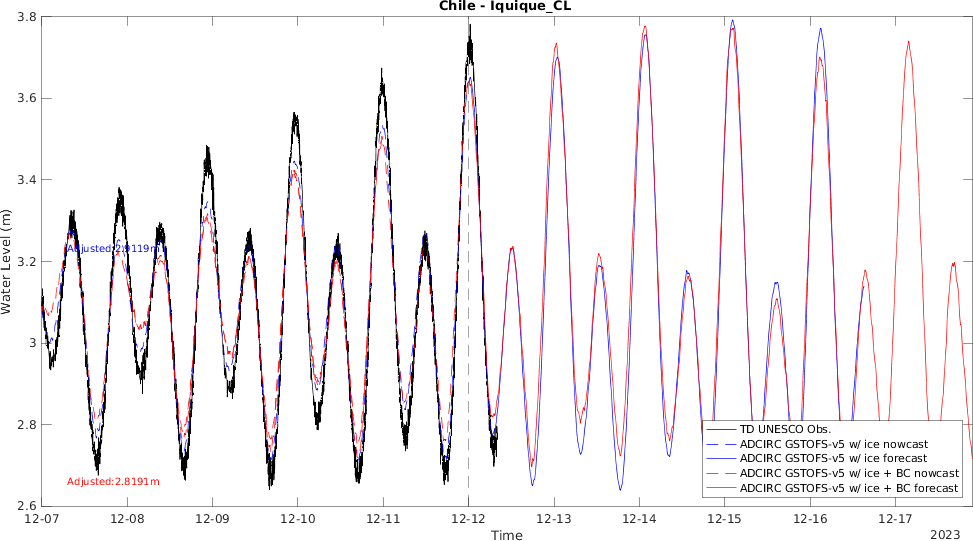 Chile - Iquique_CL
3.8
3.6
3.4
3.2
3
2.8
2.6
Water Level (m)
Adjusted:2.9119m
Adjusted:2.8191m
TD UNESCO Obs.
ADCIRC GSTOFS-v5 w/ ice nowcast
ADCIRC GSTOFS-v5 w/ ice forecast
ADCIRC GSTOFS-v5 w/ ice + BC nowcast
ADCIRC GSTOFS-v5 w/ ice + BC forecast
12-07 12-08 12-09 12-10 12-11 12-12 12-13 12-14 12-15 12-16 12-17
Time
2023